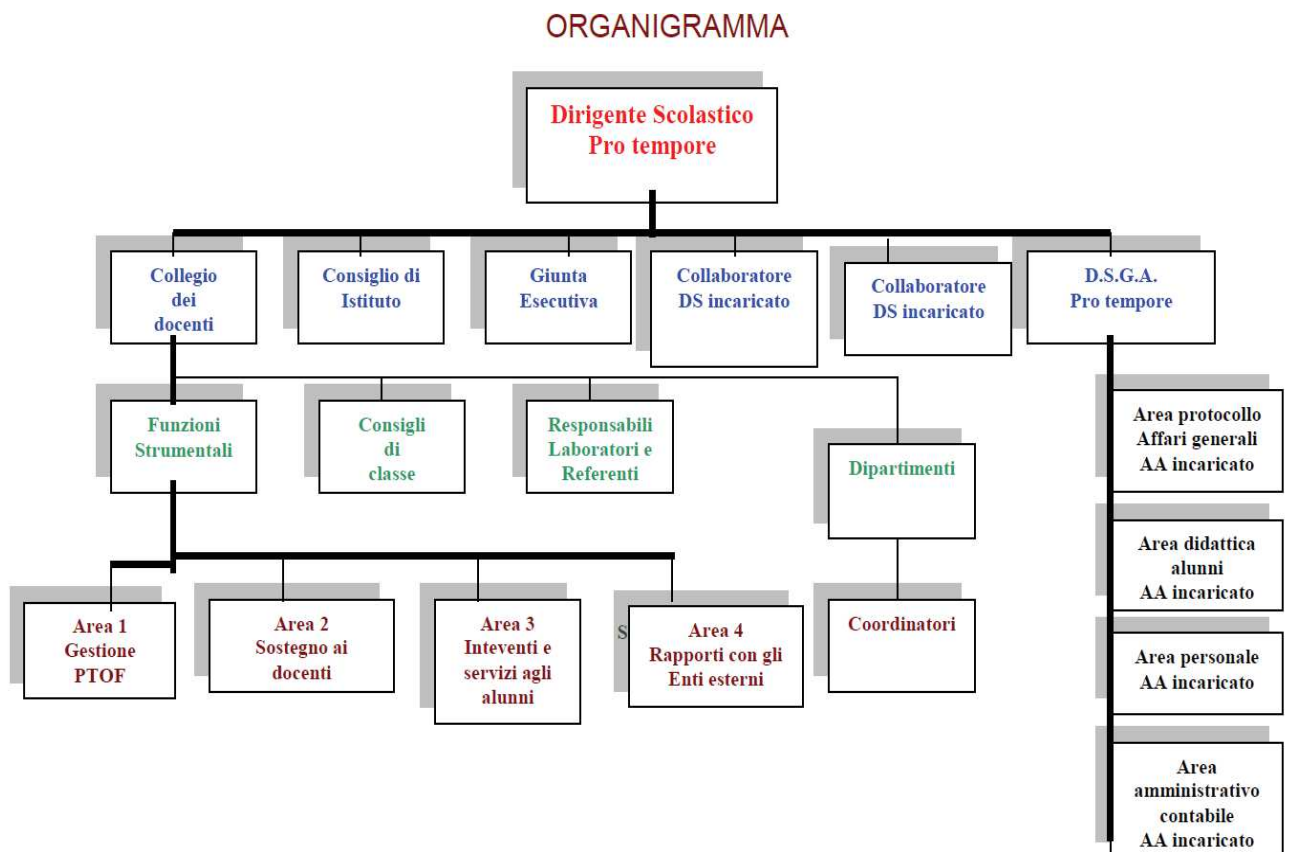 ORGANIGRAMMA
Dirigente Scolastico
Pro tempore
Collegio
dei
docenti
Consiglio di
Istituto
Giunta
Esecutiva
Collaboratore
DS incaricato
Collaboratore
DS incaricato
D.S.G.A.
Pro tempore
Funzioni
Strumentali
Consigli
di
classe
Responsabili
Laboratori e
Referenti
Dipartimenti
Area protocollo
Affari generali
AA incaricato
Area didattica
alunni
AA incaricato
Area personale
AA incaricato
Area
amministrativo
contabile
AA incaricato
Area 1
Gestione
PTOF
Area 2
Sostegno ai
docenti
Area 3
Inteventi e
servizi agli
alunni
S
Area 4
Rapporti con gli
Enti esterni
Coordinatori